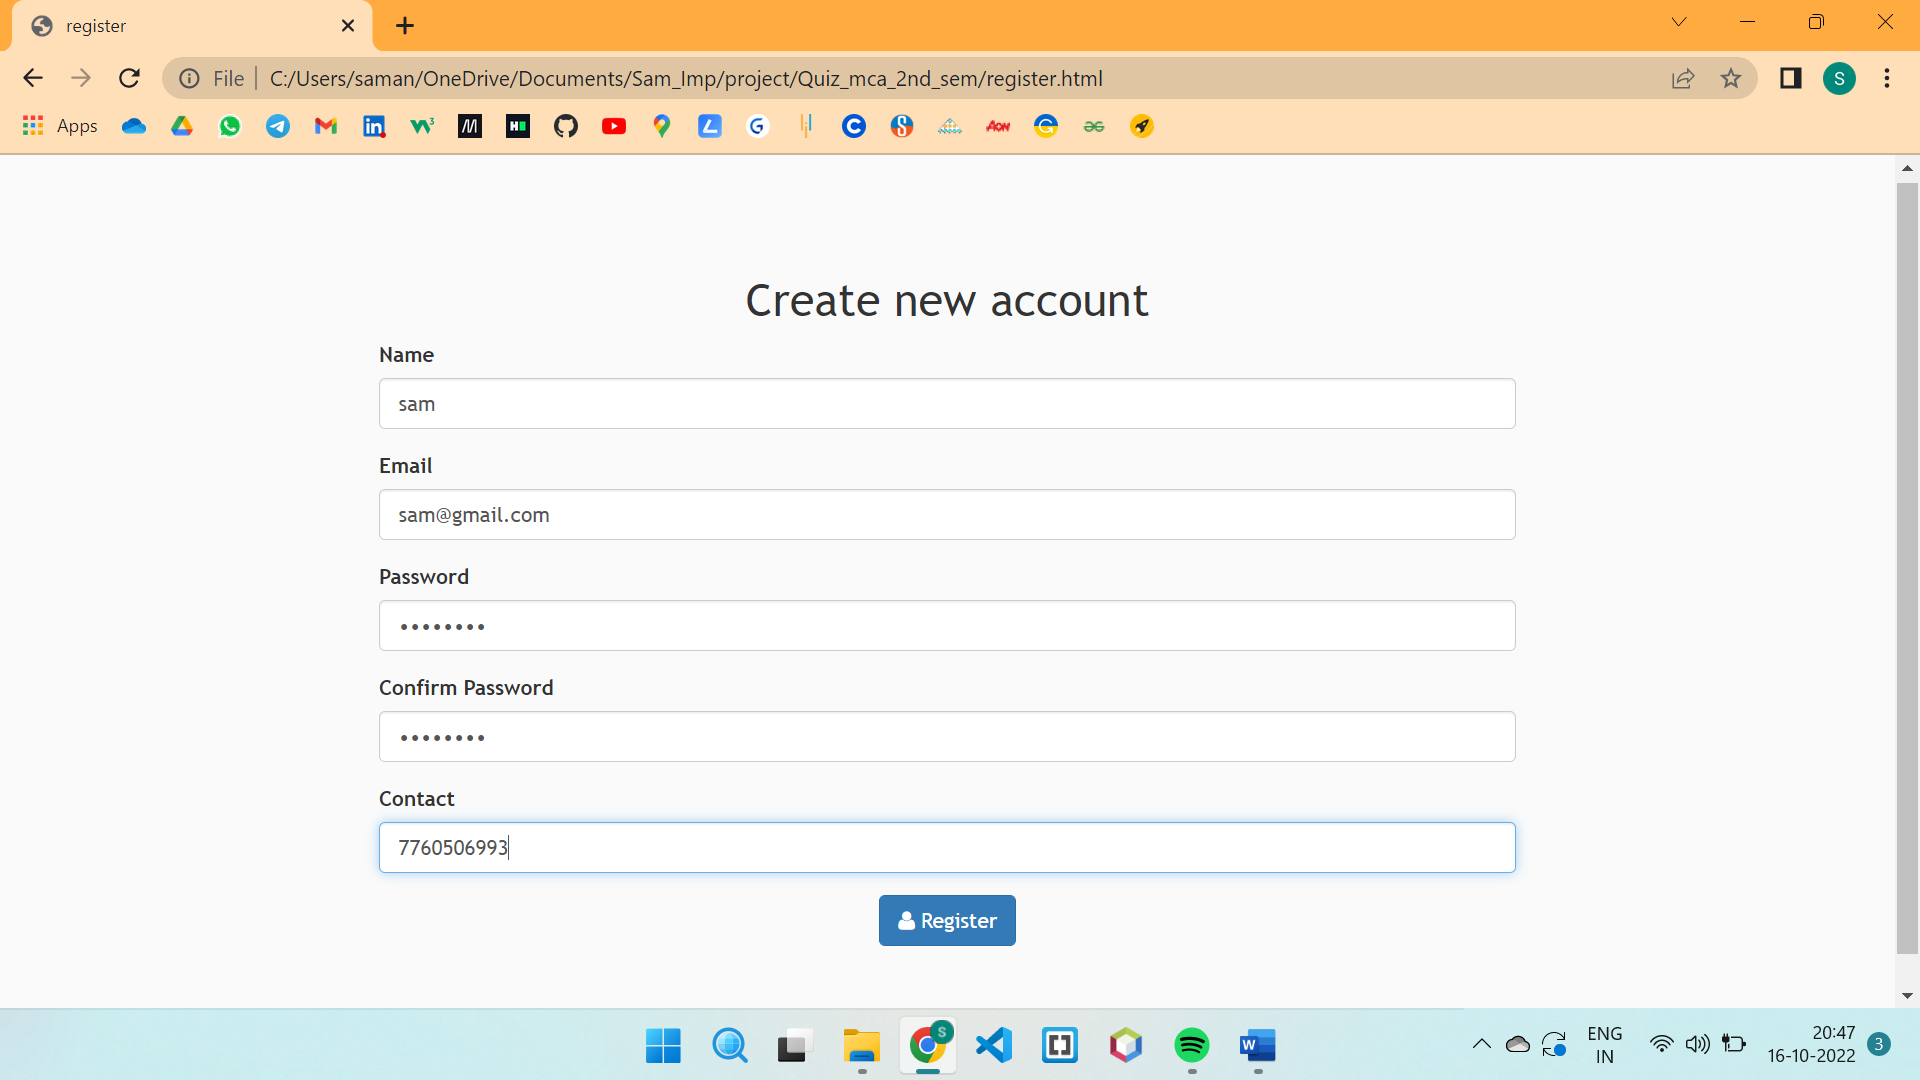 register
File
C:/Users/saman/OneDrive/Documents/Sam_Imp/project/Quiz_mca_2nd_sem/register.html
S
Apps
Create new account
Name
sam
Email
sam@gmail.com
Password
••••••••
Confirm Password
••••••••
Contact
7760506993
Register
ENG
IN
20:47
16-10-2022
3